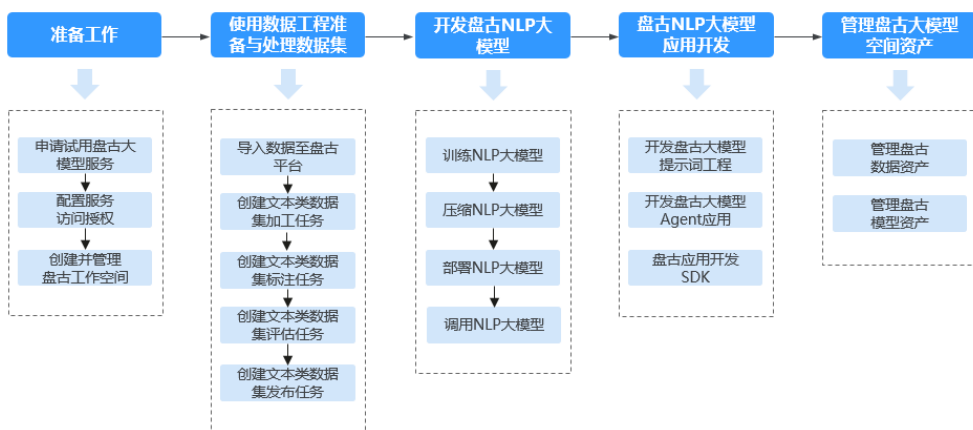 准备工作
使用数据工程准
备与处理数据集
开发盘古NLP大
模型
盘古NLP大模型
应用开发
管理盘古大模型
空间资产
申请试用盘古大
模型服务
配置服务
访问授权
创建并管理
盘古工作空间
导入数据至盘古
平台
创建文本类数据
集加工任务
创建文本类数据
集标注任务
创建文本类数据
集评估任务
创建文本类数据
集发布任务
训练NLP大模型
压缩NLP大模型
部署NLP大模型
调用NLP大模型
开发盘古大模型
提示词工程
开发盘古大模型
Agent应用
盘古应用开发
SDK
管理盘古
数据资产
管理盘古
模型资产